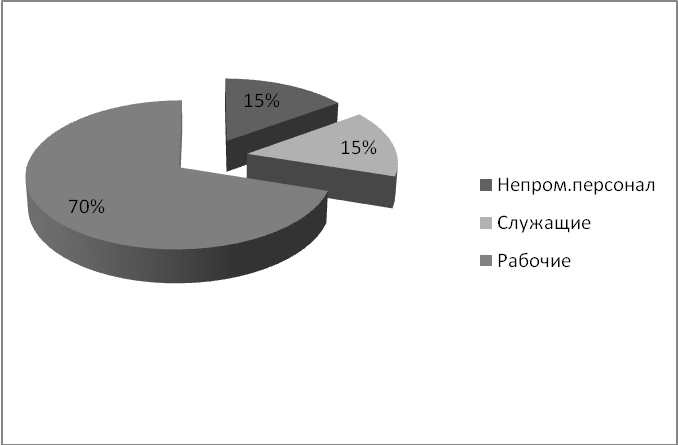 15%
15%
70%
Непром.персонал
Служащие
Рабочие